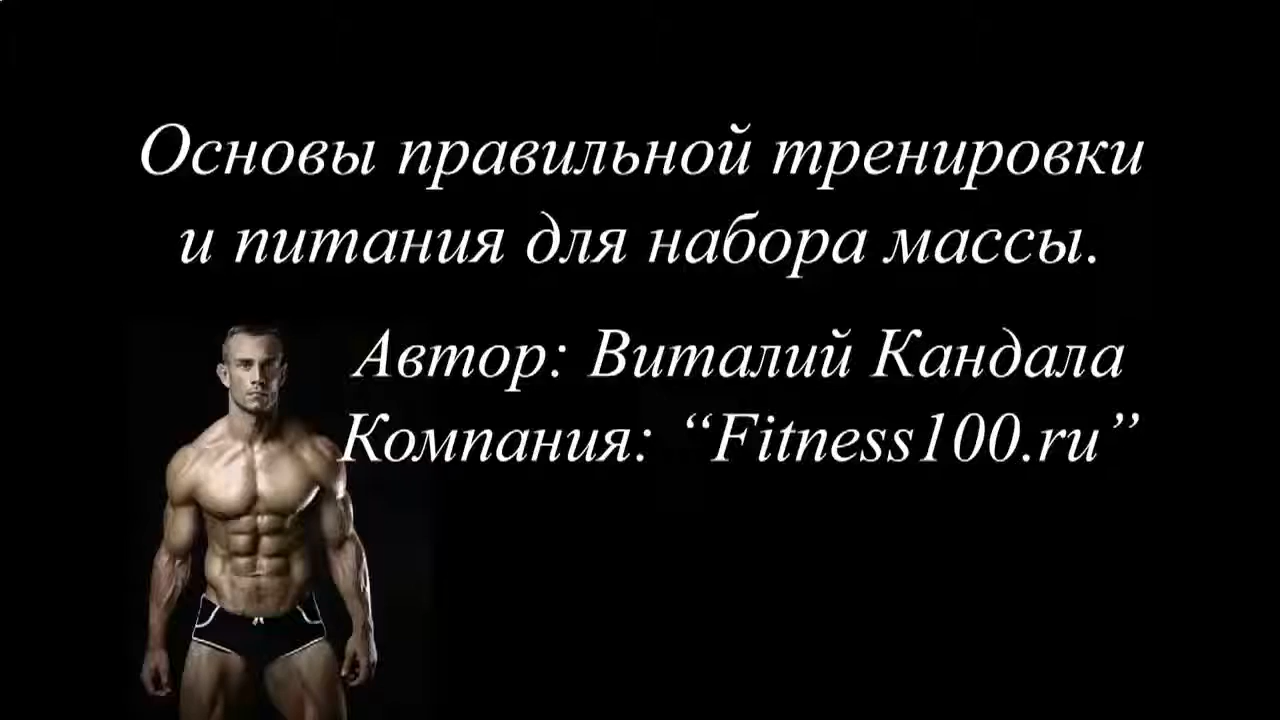 Основы правильной тренировки
и питания для набора массы.
Автор: Виталий Кандала
Компания: “Fitness100.ru”